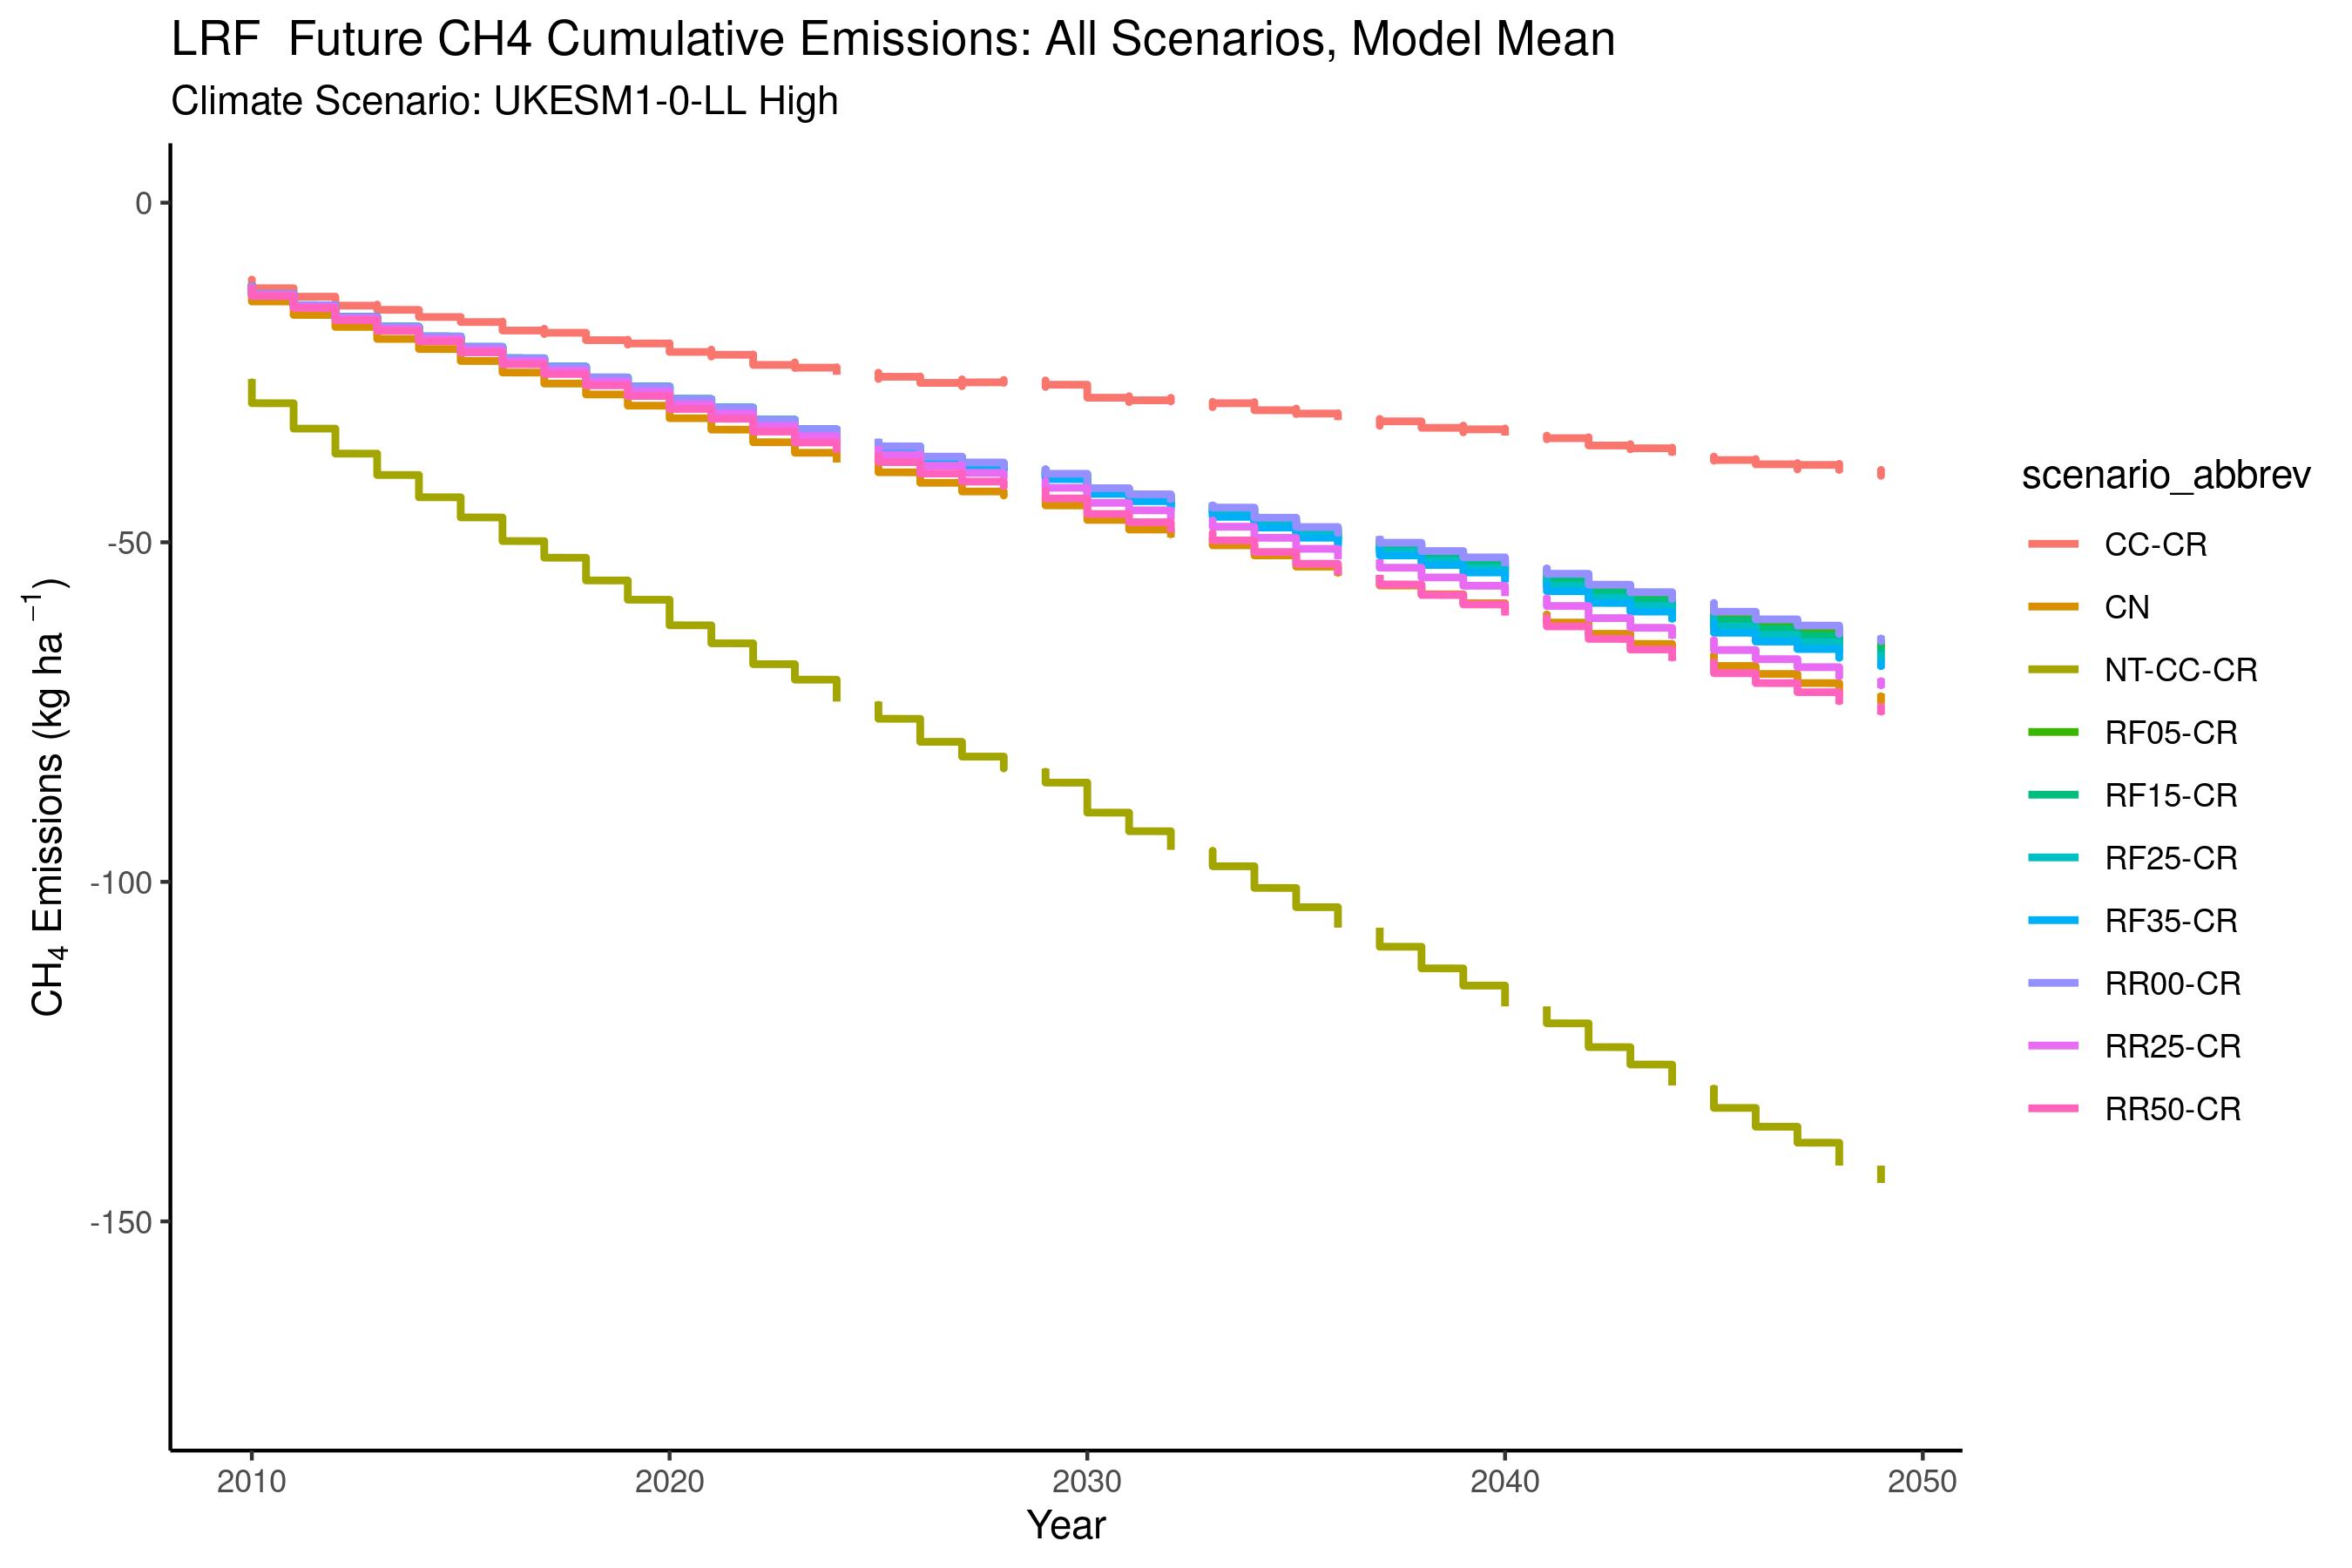 LRF  Future CH4 Cumulative Emissions: All Scenarios, Model Mean
Climate Scenario: UKESM1-0-LL High
CH₄ Emissions (kg ha⁻¹)
0
-50
-100
-150
2010 2020 2030 2040 2050
Year
scenario_abbrev
CC-CR
CN
NT-CC-CR
RF05-CR
RF15-CR
RF25-CR
RF35-CR
RR00-CR
RR25-CR
RR50-CR